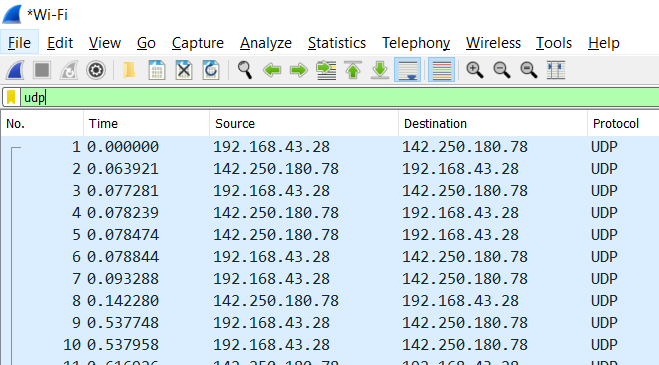 *Wi-Fi
File Edit View Go Capture Analyze Statistics Telephony Wireless Tools Help
udp
No. Time Source Destination Protocol
1 0.000000 192.168.43.28 142.250.180.78 UDP
2 0.063921 142.250.180.78 192.168.43.28 UDP
3 0.077281 192.168.43.28 142.250.180.78 UDP
4 0.078239 142.250.180.78 192.168.43.28 UDP
5 0.078474 142.250.180.78 192.168.43.28 UDP
6 0.078844 192.168.43.28 142.250.180.78 UDP
7 0.093288 192.168.43.28 142.250.180.78 UDP
8 0.142280 142.250.180.78 192.168.43.28 UDP
9 0.537748 192.168.43.28 142.250.180.78 UDP
10 0.537958 192.168.43.28 142.250.180.78 UDP